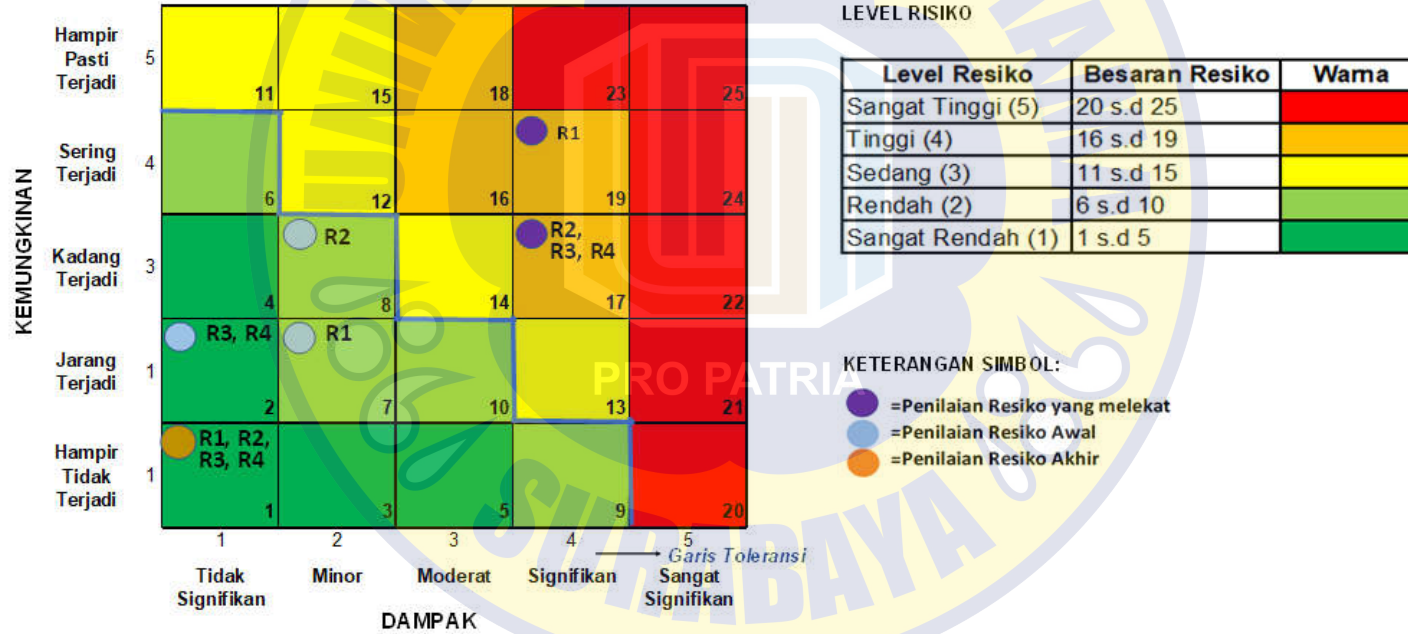 LEVEL RISIKO
Level Resiko Besaran Resiko Warna
Sangat Tinggi (5) 20 s.d 25
Tinggi (4) 16 s.d 19
Sedang (3) 11 s.d 15
Rendah (2) 6 s.d 10
Sangat Rendah (1) 1 s.d 5
KEMUNGKINAN
Hampir
Pasti
Terjadi
5
11 15 18 23 25
Sering
Terjadi
4
R1
6 12 16 19 24
Kadang
Terjadi
3
R2
R2,
R3, R4
4 8 14 17 22
Jarang
Terjadi
1
R3, R4
R1
2 7 10 13 21
Hampir
Tidak
Terjadi
1
R1, R2,
R3, R4
1 3 5 9 20
1 2 3 4 5
Garis Toleransi
Tidak
Signifikan
Minor
Moderat
Signifikan
Sangat
Signifikan
DAMPAK
KETERANGAN SIMBOL:
=Penilaian Resiko yang melekat
=Penilaian Resiko Awal
=Penilaian Resiko Akhir
PRO PATRIA
SURABAYA